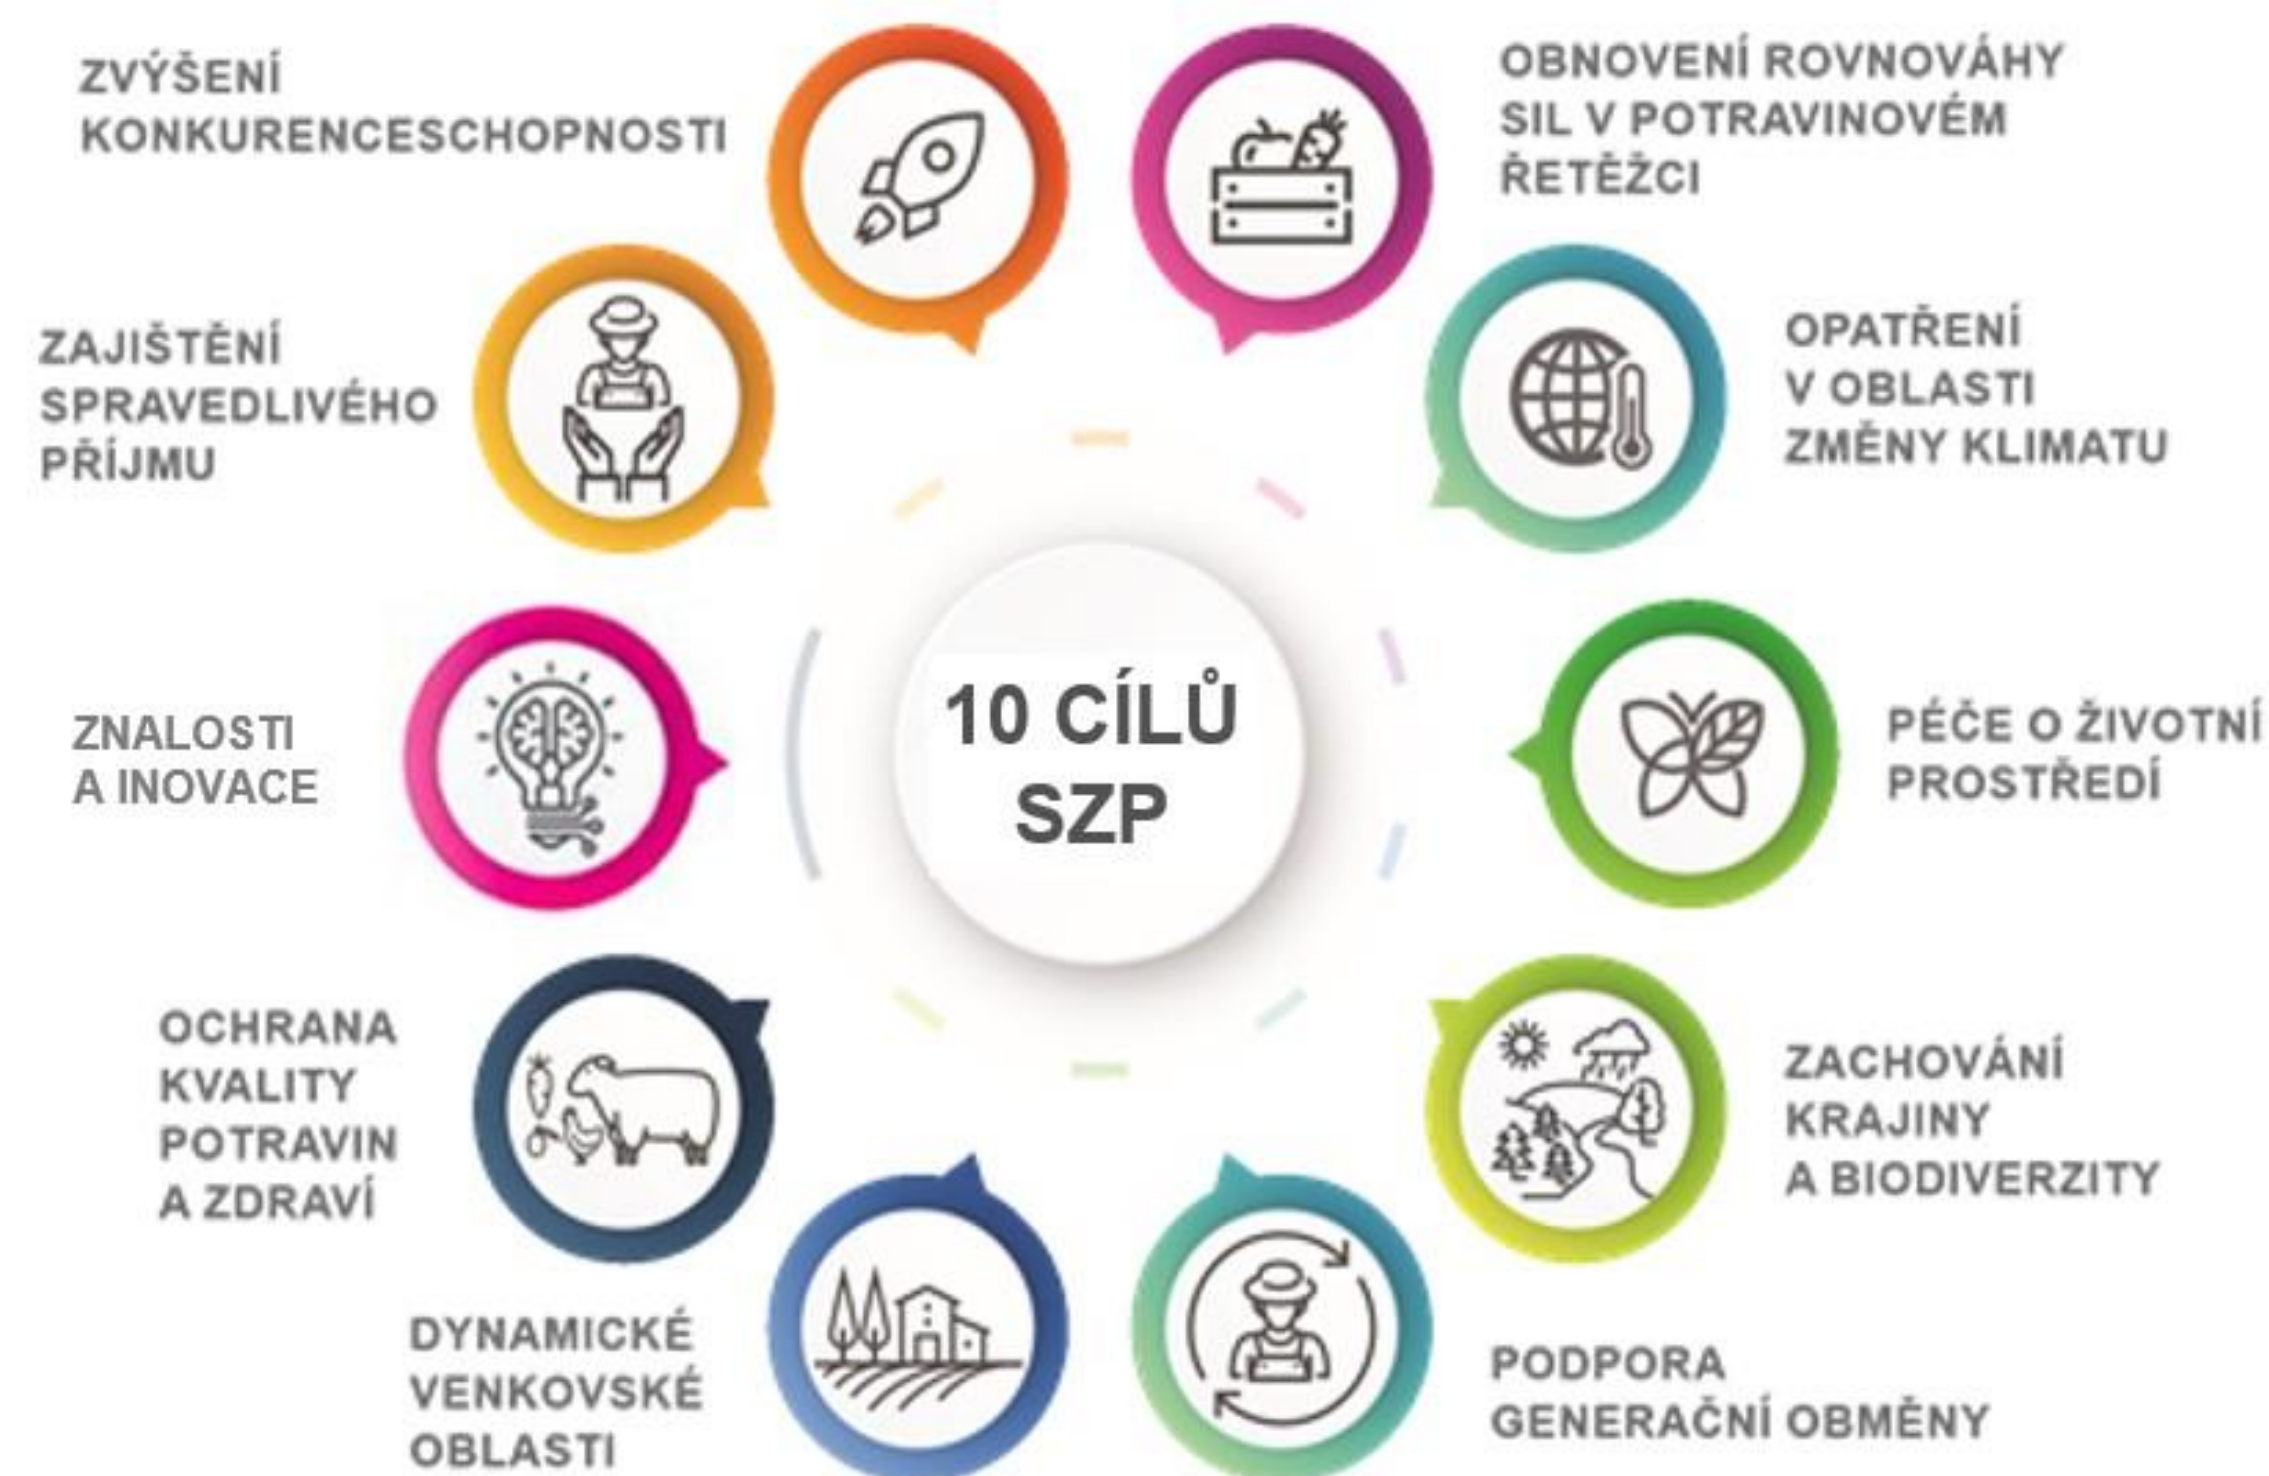 ZVÝŠENÍ
KONKURENCESCHOPNOSTI
OBNOVENÍ ROVNOVÁHY
SIL V POTRAVINOVÉM
ŘETĚŽCI
ZAJIŠTĚNÍ
SPRAVEDLIVÉHO
PŘÍJMU
OPATŘENÍ
V OBLASTI
ZMĚNY KLIMATU
10 CÍLŮ
SZP
ZNALOSTI
A INOVACE
PÉČE O ŽIVOTNÍ
PROSTŘEDÍ
OCHRANA
KVALITY
POTRAVIN
A ZDRAVÍ
ZACHOVÁNÍ
KRAJINY
A BIODIVERZITY
DYNAMICKÉ
VENKOVSKÉ
OBLASTI
PODPORA
GENERAČNÍ OBMĚNY